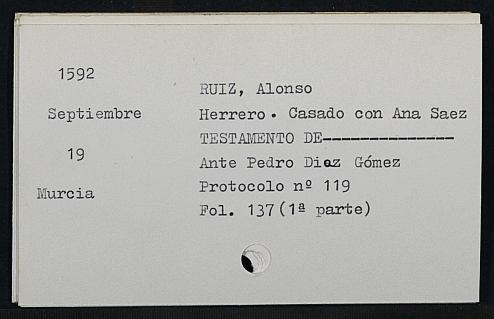 1592
Septiembre
19
Murcia
RUIZ, Alonso
Herrero. Casado con Ana Saez
TESTAMENTO DE--------------
Ante Pedro Diaz Gómez
Protocolo nº 119
Fol. 137(1ª parte)